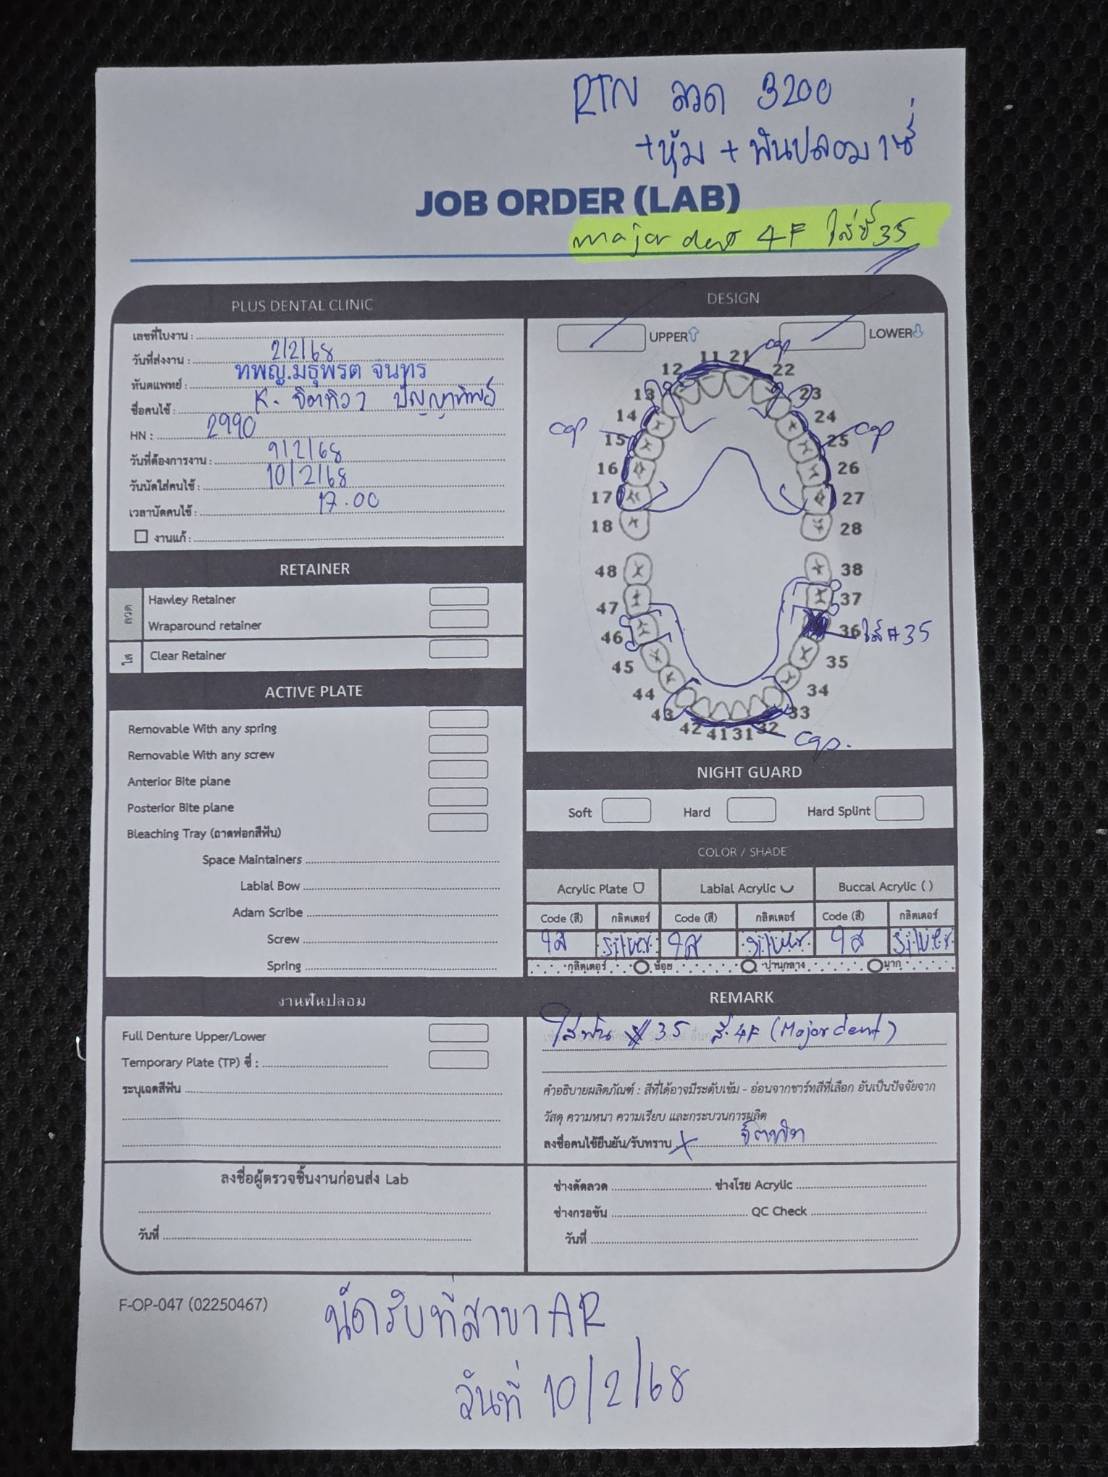 RTN ลวด 3200
+หุ้ม + ฟันปลอม 1ซี่
JOB ORDER (LAB)
major dent 4F ใส่ซี่ 35
PLUS DENTAL CLINIC
เลขที่ใบงาน :
วันที่ส่งงาน : 2/2/68
ทันตแพทย์ : ทพญ.มธุพรต จันทร
ชื่อคนไข้ : K.
HN : 2990
วันที่ต้องการงาน : 9/2/68
วันนัดใส่คนไข้ : 10/2/68
เวลานัดคนไข้ : 17.00
งานแก้ :
DESIGN
UPPER
LOWER
11 21 cap
12 22
13 23
14 24
cap 15 25 cap
16 26
17 27
18 28
48 38
47 37
46 36 ใส่ #35
45 35
44 34
43 33
42 41 31 32 cap.
RETAINER
ลวด
Hawley Retainer
Wraparound retainer
ใส
Clear Retainer
ACTIVE PLATE
Removable With any spring
Removable With any screw
Anterior Bite plane
Posterior Bite plane
Bleaching Tray (ถาดฟอกสีฟัน)
Space Maintainers
Labial Bow
Adam Scribe
Screw
Spring
NIGHT GUARD
Soft Hard Hard Splint
COLOR / SHADE
Acrylic Plate Labial Acrylic Buccal Acrylic ( )
Code (สี) กลิตเตอร์ Code (สี) กลิตเตอร์ Code (สี) กลิตเตอร์
ใส silver ใส silver ใส silver
กลิตเตอร์ น้อย ปานกลาง มาก
งานฟันปลอม
Full Denture Upper/Lower
Temporary Plate (TP) ซี่ :
ระบุเฉดสีฟัน
REMARK
ใส่ฟัน # 35 สี 4F (Major dent)
คำอธิบายผลิตภัณฑ์ : สีที่ได้อาจมีระดับเข้ม - อ่อนจากชาร์ทสีที่เลือก อันเป็นปัจจัยจาก
วัสดุ ความหนา ความเรียบ และกระบวนการผลิต
ลงชื่อคนไข้ยืนยัน/รับทราบ X
ลงชื่อผู้ตรวจชิ้นงานก่อนส่ง Lab
วันที่
ช่างดัดลวด ช่างโรย Acrylic
ช่างกรอขัน QC Check
วันที่
F-OP-047 (02250467)
นัดรับที่สาขา AR
วันที่ 10/2/68